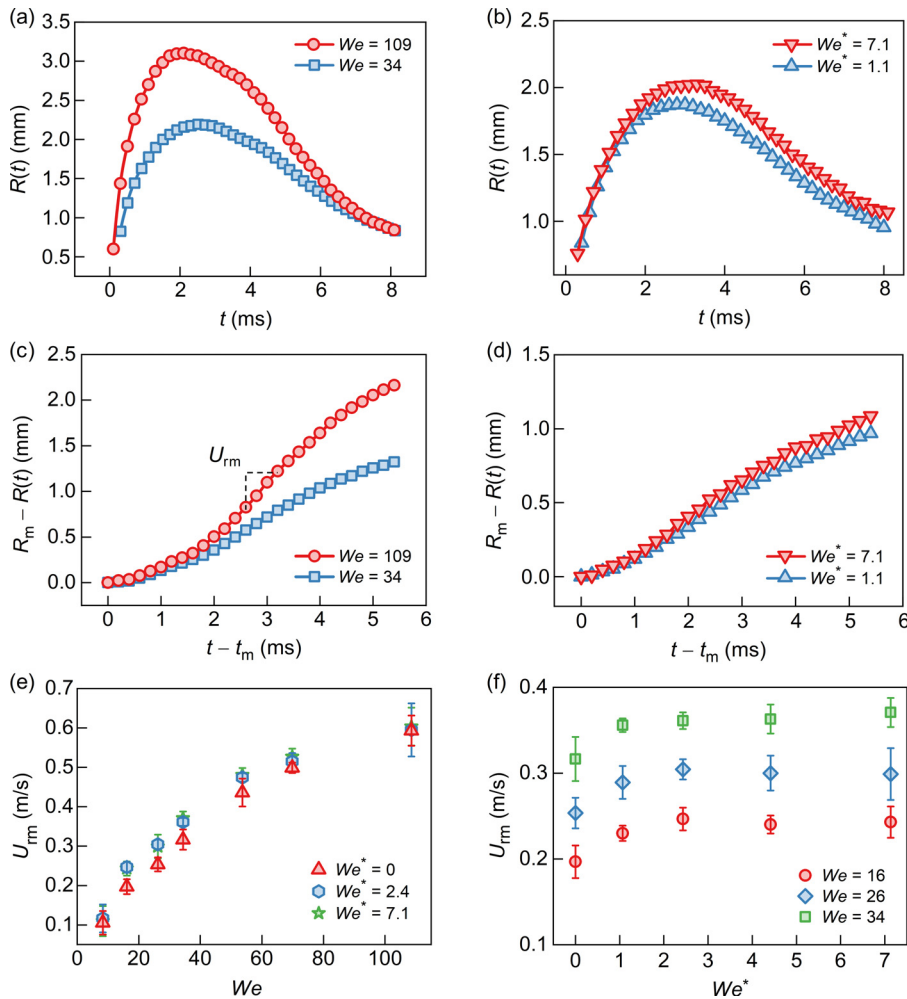 (a)
3.5
3.0
2.5
2.0
1.5
1.0
0.5
R(t) (mm)
We = 109
We = 34
0 2 4 6 8
t (ms)
(b)
2.0
1.5
1.0
R(t) (mm)
We* = 7.1
We* = 1.1
0 2 4 6 8
t (ms)
(c)
2.5
2.0
1.5
1.0
0.5
0.0
Rm − R(t) (mm)
Urm
We = 109
We = 34
0 1 2 3 4 5 6
t − tm (ms)
(d)
1.5
1.0
0.5
0.0
Rm − R(t) (mm)
We* = 7.1
We* = 1.1
0 1 2 3 4 5 6
t − tm (ms)
(e)
0.7
0.6
0.5
0.4
0.3
0.2
0.1
Urm (m/s)
We* = 0
We* = 2.4
We* = 7.1
0 20 40 60 80 100
We
(f)
0.4
0.3
0.2
0.1
Urm (m/s)
We = 16
We = 26
We = 34
0 1 2 3 4 5 6 7
We*